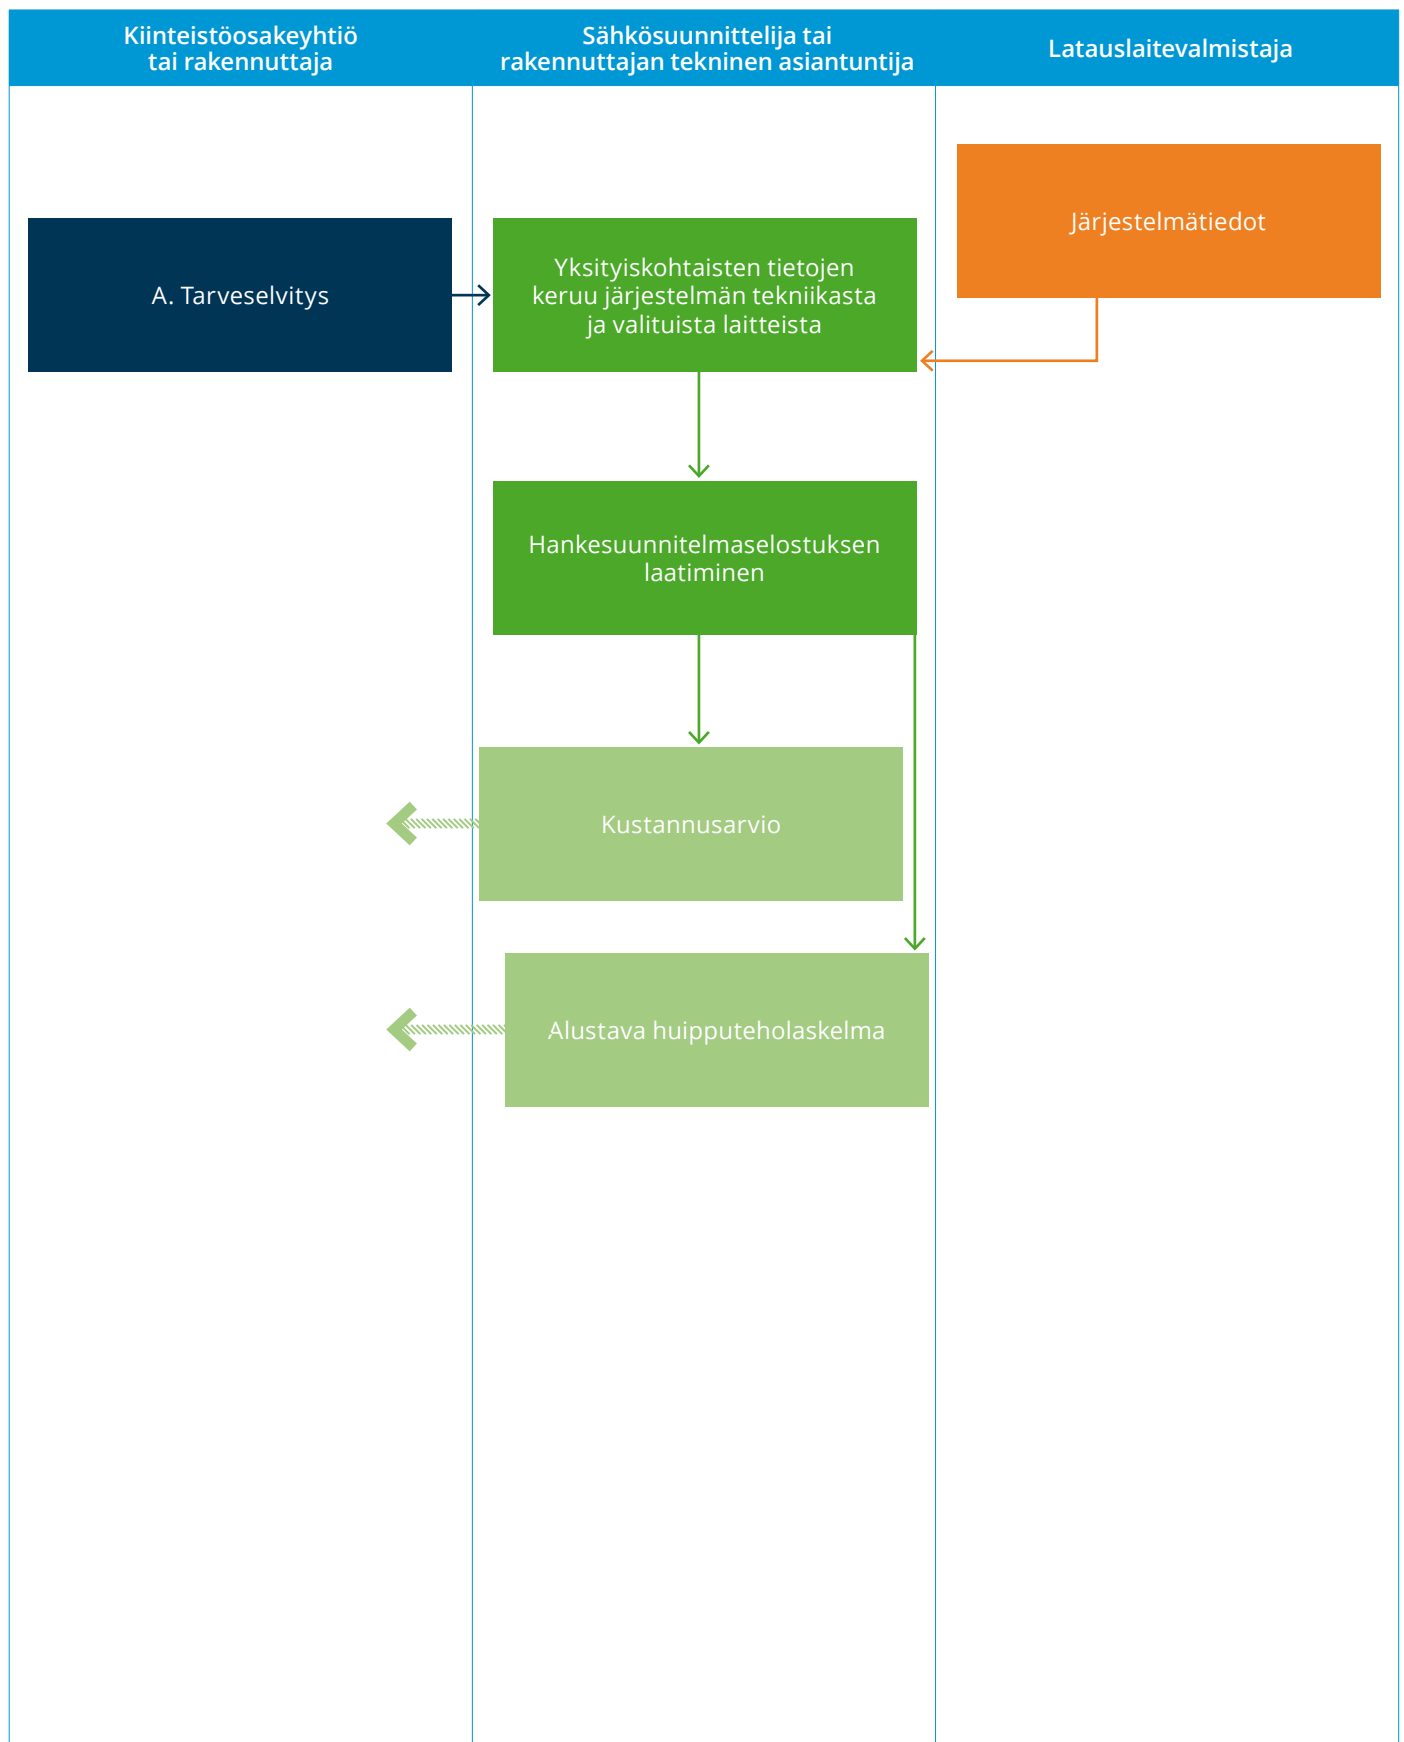 Kiinteistöosakeyhtiö
tai rakennuttaja
Sähkösuunnittelija tai
rakennuttajan tekninen asiantuntija
Latauslaitevalmistaja
Järjestelmätiedot
A. Tarveselvitys
Yksityiskohtaisten tietojen
keruu järjestelmän tekniikasta
ja valituista laitteista
Hankesuunnitelmaselostuksen
laatiminen
Kustannusarvio
Alustava huipputeholaskelma